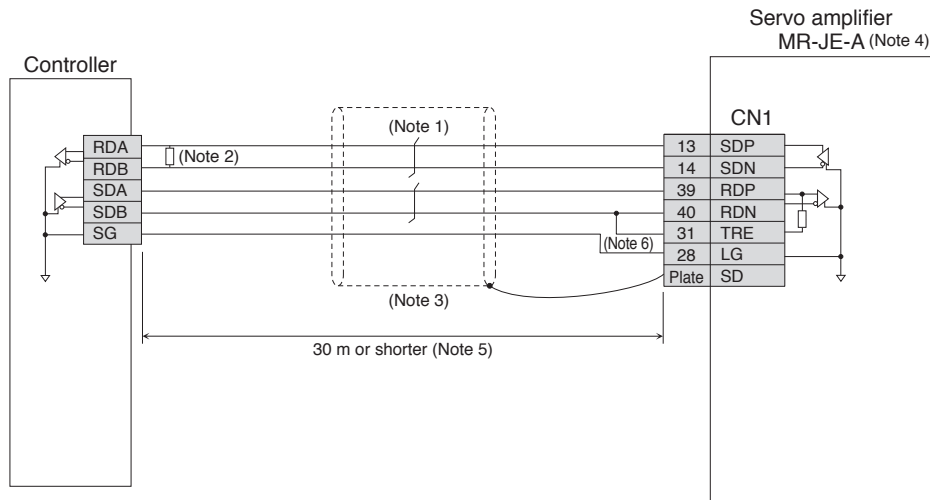 Servo amplifier
MR-JE-A (Note 4)
Controller
CN1
(Note 1)
RDA
(Note 2)
13 SDP
RDB
14 SDN
SDA
39 RDP
SDB
40 RDN
SG
(Note 6)
31 TRE
28 LG
Plate SD
(Note 3)
30 m or shorter (Note 5)